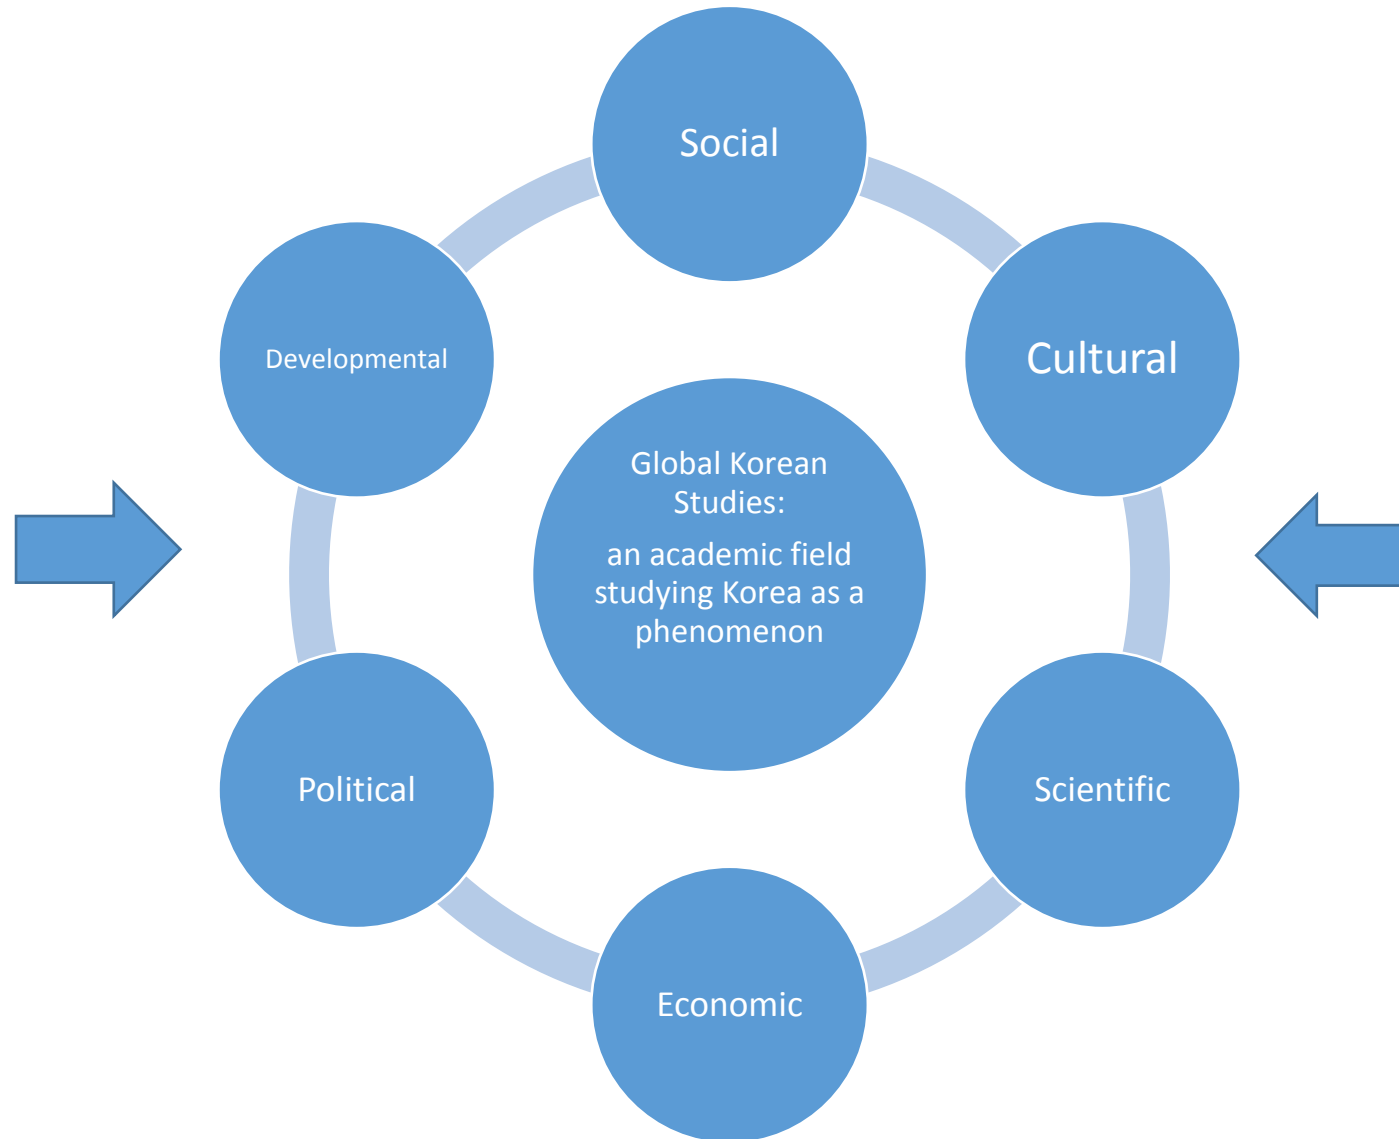 Social
Developmental
Cultural
Global Korean
Studies:
an academic field
studying Korea as a
phenomenon
Political
Scientific
Economic